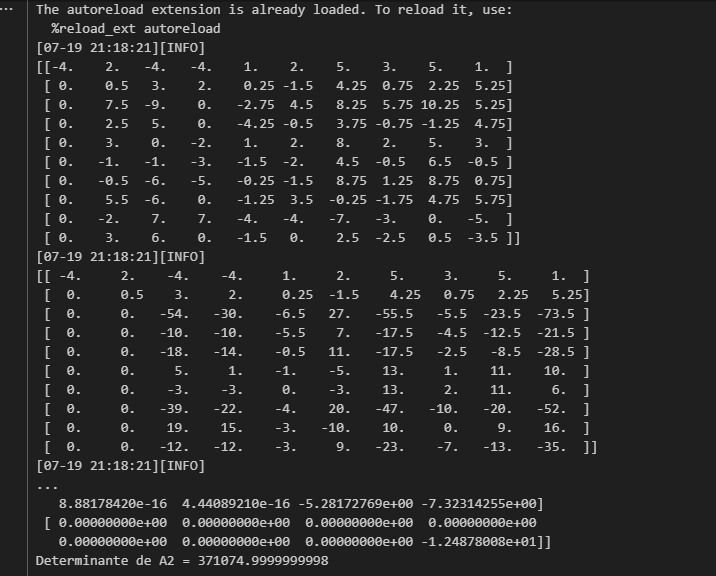 ...
The autoreload extension is already loaded. To reload it, use:
  %reload_ext autoreload
[07-19 21:18:21][INFO]
[[-4.    2.   -4.   -4.    1.    2.    5.    3.    5.    1.  ]
 [ 0.    0.5   3.    2.    0.25 -1.5   4.25  0.75  2.25  5.25]
 [ 0.    7.5  -9.    0.   -2.75  4.5   8.25  5.75 10.25  5.25]
 [ 0.    2.5   5.    0.   -4.25 -0.5   3.75 -0.75 -1.25  4.75]
 [ 0.    3.    0.   -2.    1.    2.    8.    2.    5.    3.  ]
 [ 0.   -1.   -1.   -3.   -1.5  -2.    4.5  -0.5   6.5  -0.5 ]
 [ 0.   -0.5  -6.   -5.   -0.25 -1.5   8.75  1.25  8.75  0.75]
 [ 0.    5.5  -6.    0.   -1.25  3.5  -0.25 -1.75  4.75  5.75]
 [ 0.   -2.    7.    7.   -4.   -4.   -7.   -3.    0.   -5.  ]
 [ 0.    3.    6.    0.   -1.5   0.    2.5  -2.5   0.5  -3.5 ]]
[07-19 21:18:21][INFO]
[[ -4.     2.    -4.    -4.     1.     2.     5.     3.     5.     1.  ]
 [  0.     0.5    3.     2.     0.25  -1.5    4.25   0.75   2.25   5.25]
 [  0.     0.   -54.   -30.    -6.5   27.   -55.5   -5.5  -23.5  -73.5 ]
 [  0.     0.   -10.   -10.    -5.5    7.   -17.5   -4.5  -12.5  -21.5 ]
 [  0.     0.   -18.   -14.    -0.5   11.   -17.5   -2.5   -8.5  -28.5 ]
 [  0.     0.     5.     1.    -1.    -5.    13.     1.    11.    10.  ]
 [  0.     0.    -3.    -3.     0.    -3.    13.     2.    11.     6.  ]
 [  0.     0.   -39.   -22.    -4.    20.   -47.   -10.   -20.   -52.  ]
 [  0.     0.    19.    15.    -3.   -10.    10.     0.     9.    16.  ]
 [  0.     0.   -12.   -12.    -3.     9.   -23.    -7.   -13.   -35.  ]]
[07-19 21:18:21][INFO]
...
   8.88178420e-16  4.44089210e-16 -5.28172769e+00 -7.32314255e+00]
 [ 0.00000000e+00  0.00000000e+00  0.00000000e+00  0.00000000e+00
   0.00000000e+00  0.00000000e+00  0.00000000e+00 -1.24878008e+01]]
Determinante de A2 = 371074.9999999998